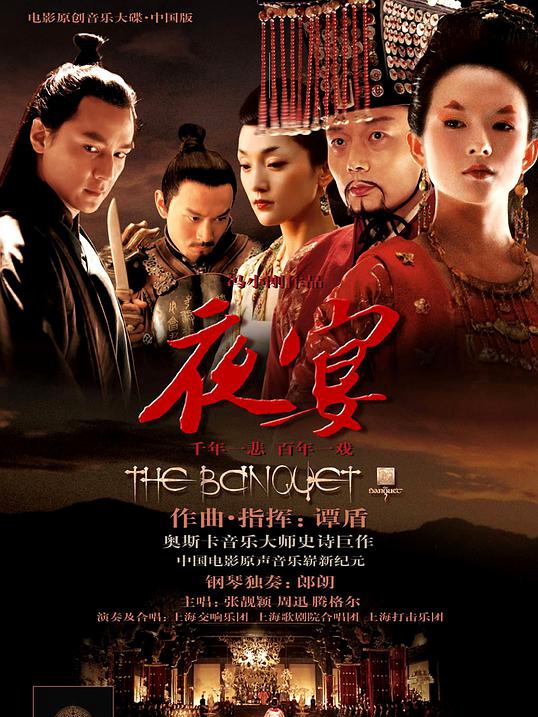 电影原创音乐大碟·中国版
冯小刚作品
夜宴
千年一悲 百年一戏
THE BANQUET
THE BANQUET
作曲·指挥：谭盾
奥斯卡音乐大师史诗巨作
中国电影原声音乐崭新纪元
钢琴独奏：郎朗
主唱：张靓颖 周迅 腾格尔
演奏及合唱：上海交响乐团 上海歌剧院合唱团 上海打击乐团